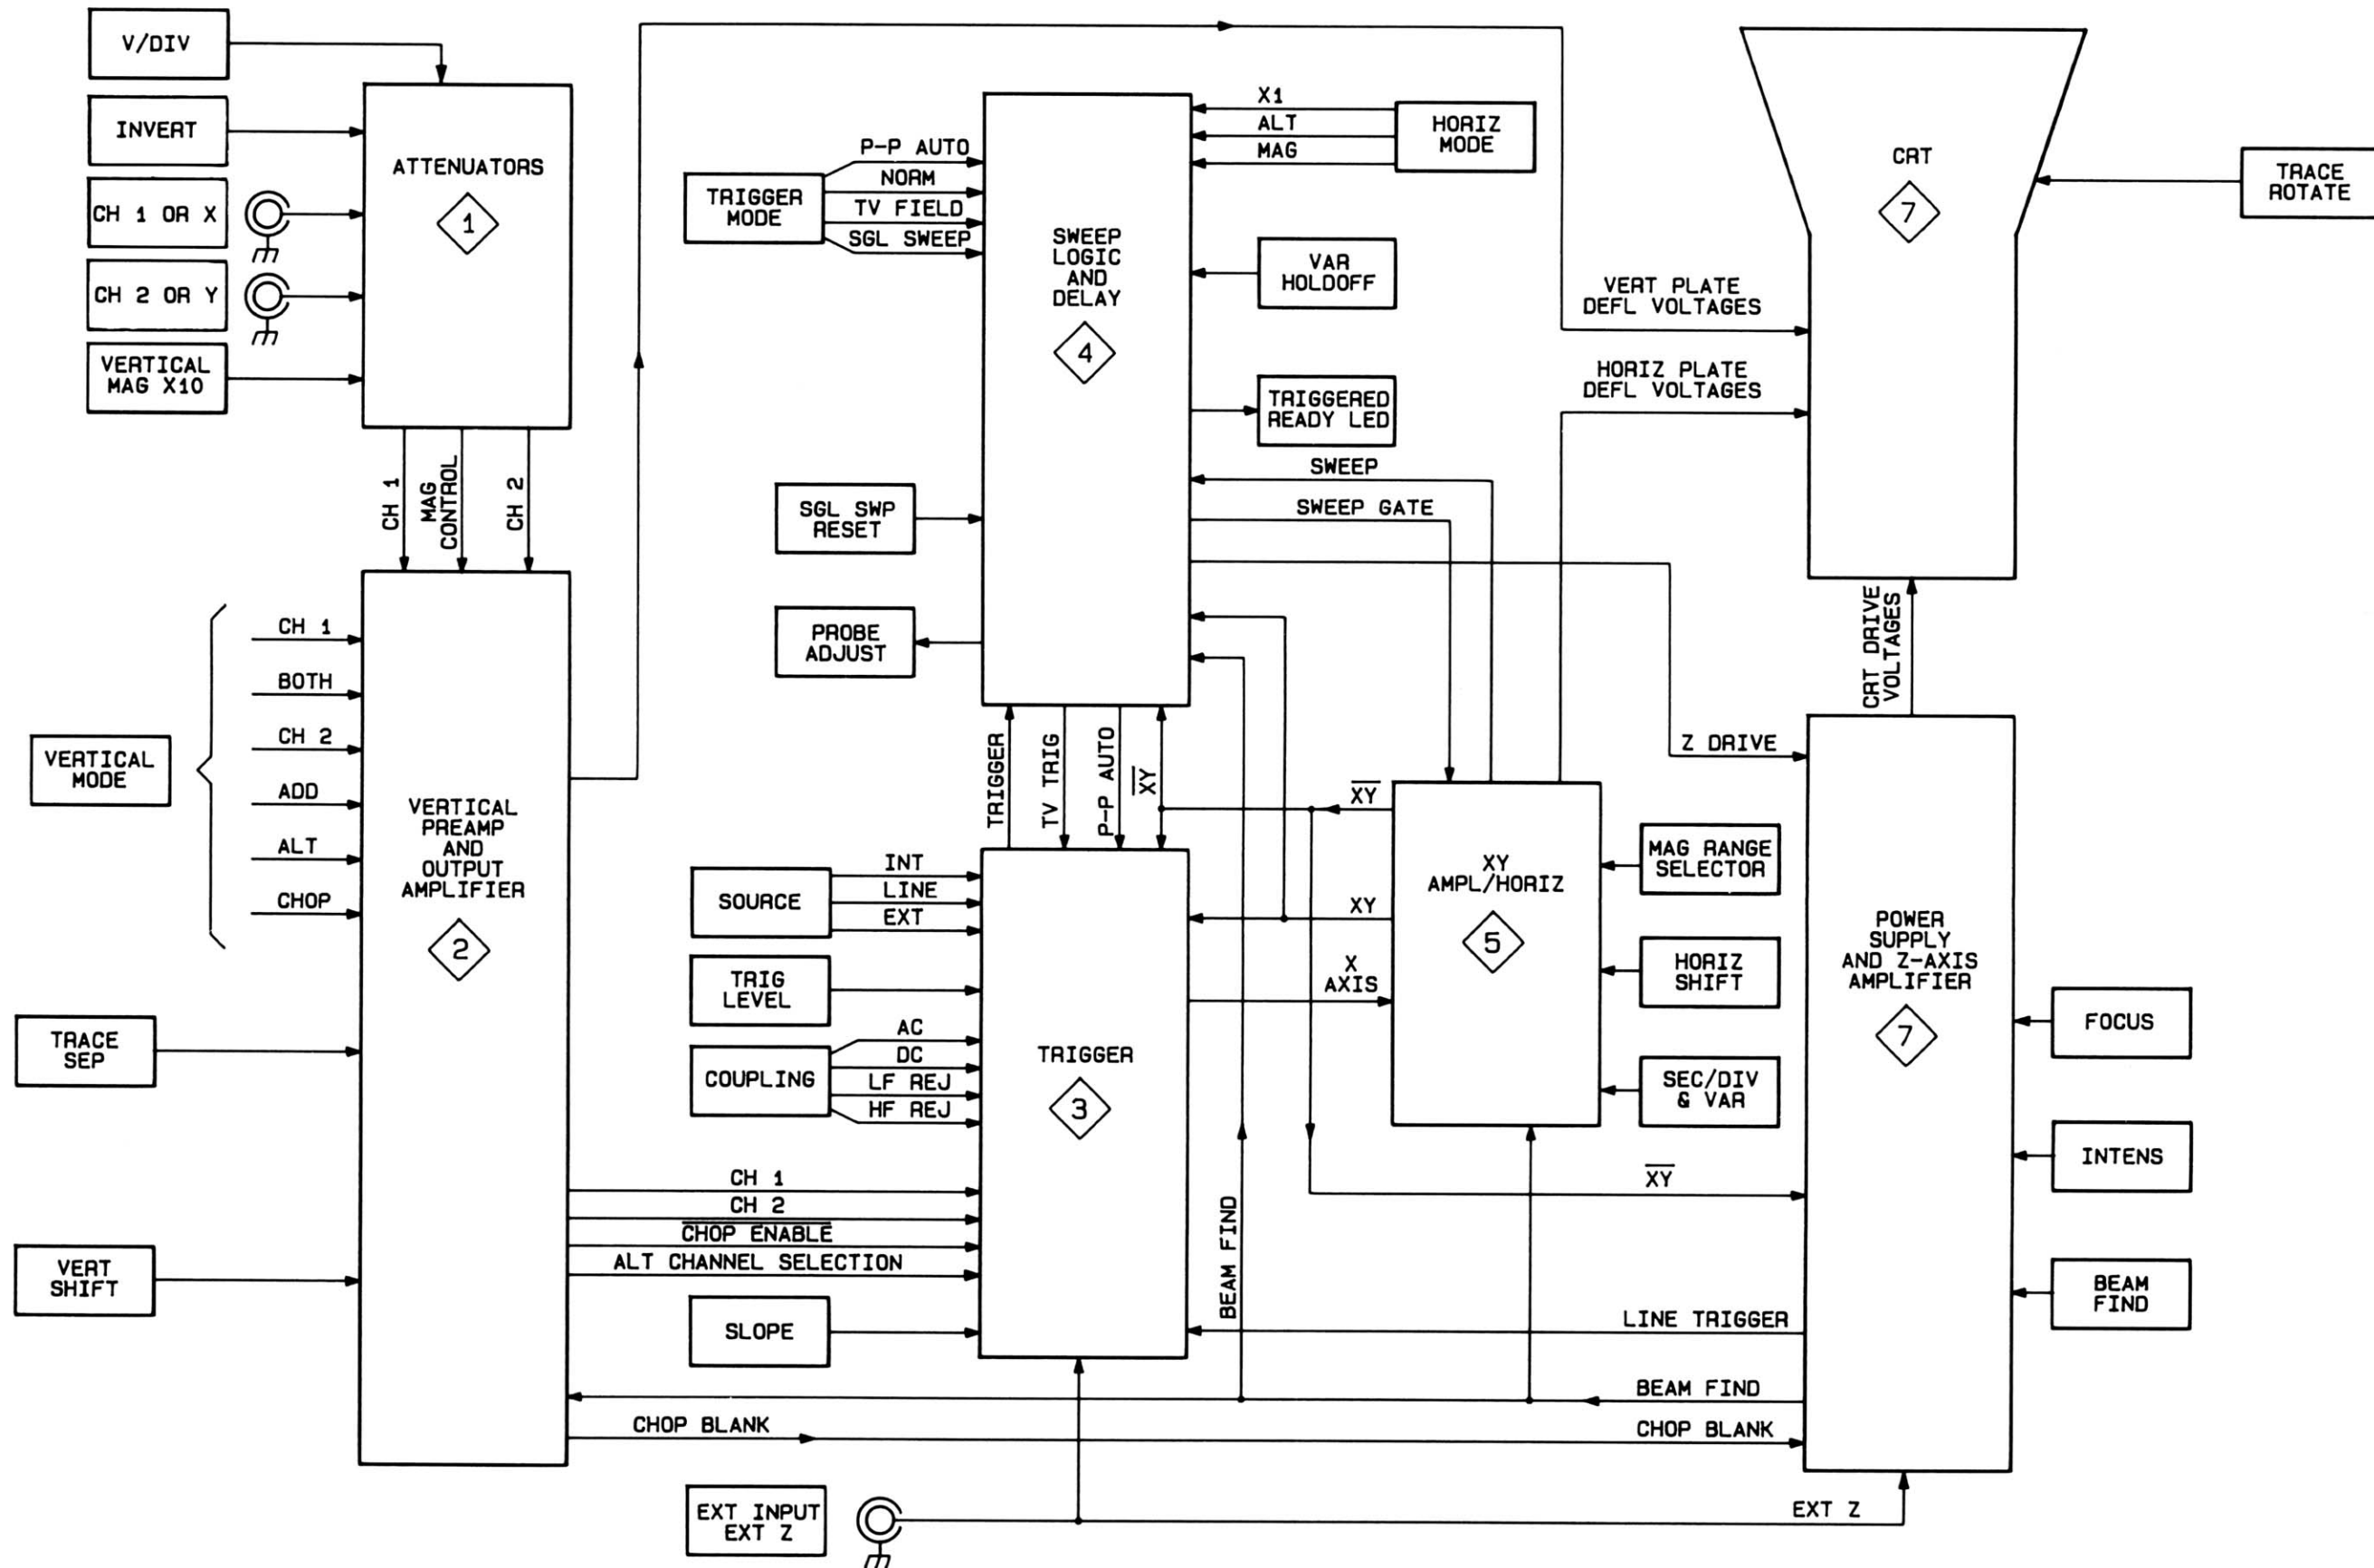 V/DIV
INVERT
CH 1 OR X
CH 2 OR Y
VERTICAL
MAG X10
ATTENUATORS
1
CH 1
MAG
CONTROL
CH 2
VERTICAL
MODE
CH 1
BOTH
CH 2
ADD
ALT
CHOP
TRACE
SEP
VERT
SHIFT
VERTICAL
PREAMP
AND
OUTPUT
AMPLIFIER
2
TRIGGER
MODE
P-P AUTO
NORM
TV FIELD
SGL SWEEP
SGL SWP
RESET
PROBE
ADJUST
SWEEP
LOGIC
AND
DELAY
4
X1
ALT
MAG
HORIZ
MODE
VAR
HOLDOFF
TRIGGERED
READY LED
SWEEP
SWEEP GATE
TRIGGER
TV TRIG
P-P AUTO
X̅Y̅
SOURCE
INT
LINE
EXT
TRIG
LEVEL
COUPLING
AC
DC
LF REJ
HF REJ
CH 1
CH 2
C̅H̅O̅P̅ E̅N̅A̅B̅L̅E̅
ALT CHANNEL SELECTION
SLOPE
TRIGGER
3
X̅Y̅
XY
X
AXIS
XY
AMPL/HORIZ
5
MAG RANGE
SELECTOR
HORIZ
SHIFT
SEC/DIV
& VAR
CRT
7
TRACE
ROTATE
VERT PLATE
DEFL VOLTAGES
HORIZ PLATE
DEFL VOLTAGES
CRT DRIVE
VOLTAGES
Z DRIVE
POWER
SUPPLY
AND Z-AXIS
AMPLIFIER
7
FOCUS
INTENS
BEAM
FIND
X̅Y̅
BEAM FIND
LINE TRIGGER
BEAM FIND
CHOP BLANK
CHOP BLANK
EXT INPUT
EXT Z
EXT Z